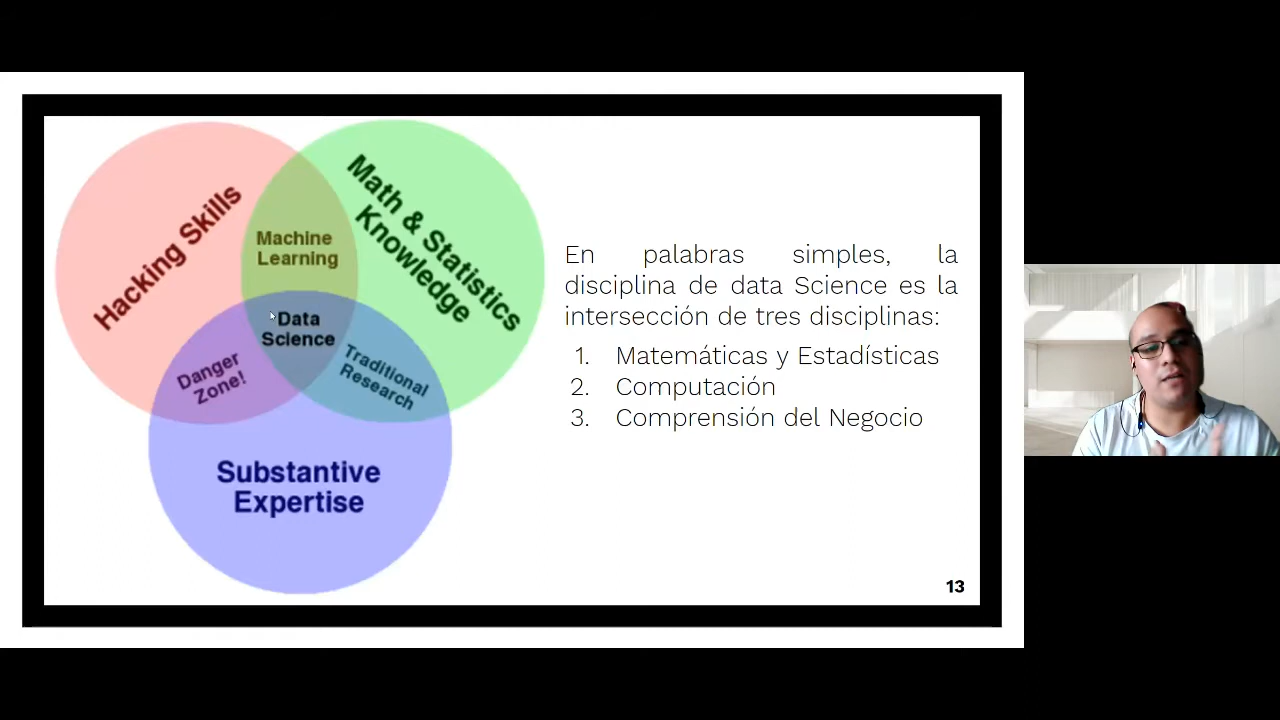 Hacking Skills
Math & Statistics
Knowledge
Machine
Learning
Data
Science
Danger
Zone!
Traditional
Research
Substantive
Expertise
En palabras simples, la
disciplina de data Science es la
intersección de tres disciplinas:
1. Matemáticas y Estadísticas
2. Computación
3. Comprensión del Negocio
13